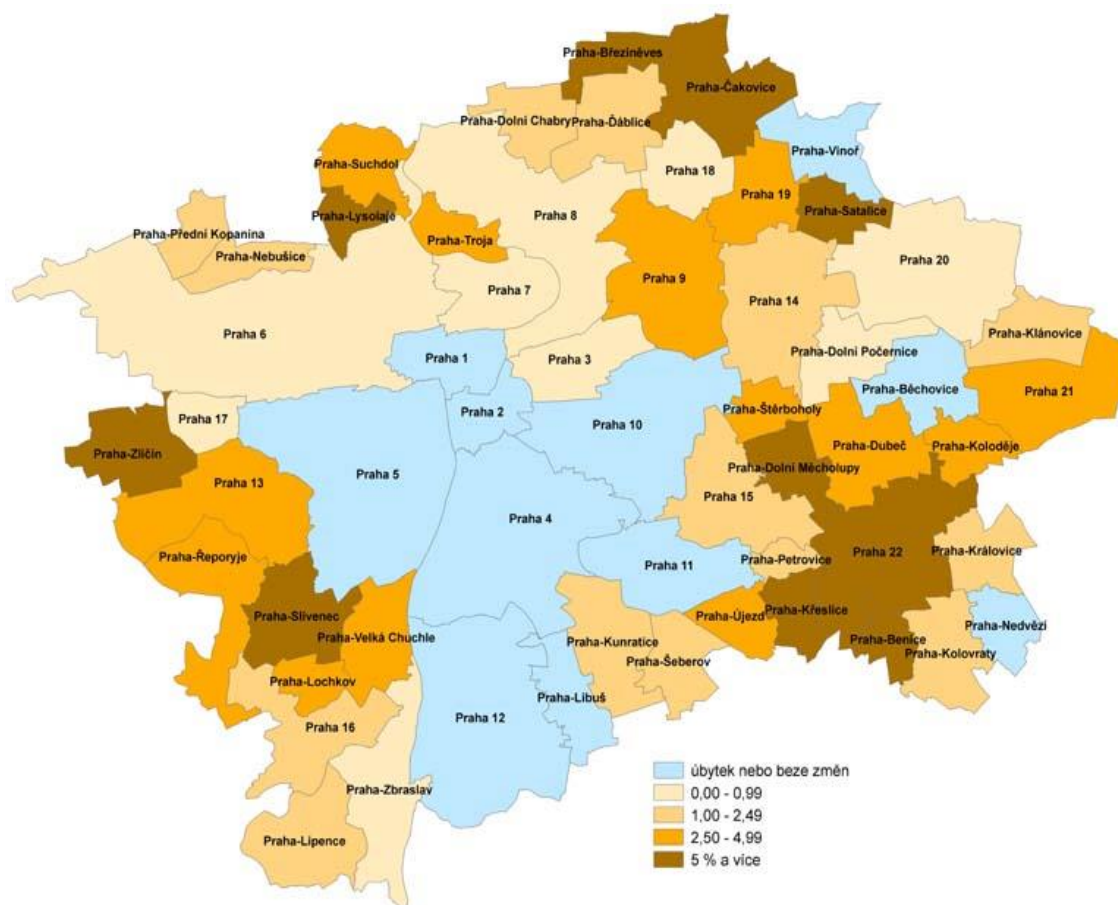 Praha-Březiněves
Praha-Čakovice
Praha-Dolní Chabry
Praha-Ďáblice
Praha-Vinoř
Praha-Suchdol
Praha 18
Praha 19
Praha-Lysolaje
Praha-Satalice
Praha 8
Praha-Přední Kopanina
Praha-Troja
Praha-Nebušice
Praha 20
Praha 9
Praha 7
Praha 14
Praha 6
Praha-Klánovice
Praha 1
Praha 3
Praha-Dolní Počernice
Praha-Běchovice
Praha 21
Praha 17
Praha 2
Praha-Štěrboholy
Praha 10
Praha-Dubeč
Praha-Koloděje
Praha-Zličín
Praha-Dolní Měcholupy
Praha 5
Praha 13
Praha 15
Praha 4
Praha 22
Praha-Královice
Praha-Řeporyje
Praha-Petrovice
Praha 11
Praha-Slivenec
Praha-Křeslice
Praha-Újezd
Praha-Nedvězí
Praha-Velká Chuchle
Praha-Kunratice
Praha-Benice
Praha-Kolovraty
Praha-Šeberov
Praha-Lochkov
Praha-Libuš
Praha 16
Praha 12
Praha-Zbraslav
Praha-Lipence
úbytek nebo beze změn
0,00 - 0,99
1,00 - 2,49
2,50 - 4,99
5 % a více